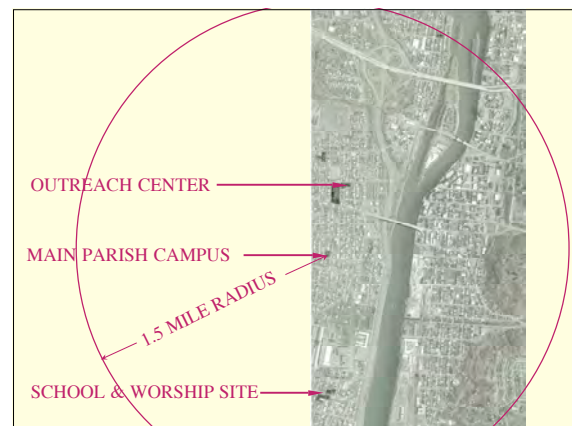 OUTREACH CENTER
MAIN PARISH CAMPUS
1.5 MILE RADIUS
SCHOOL & WORSHIP SITE